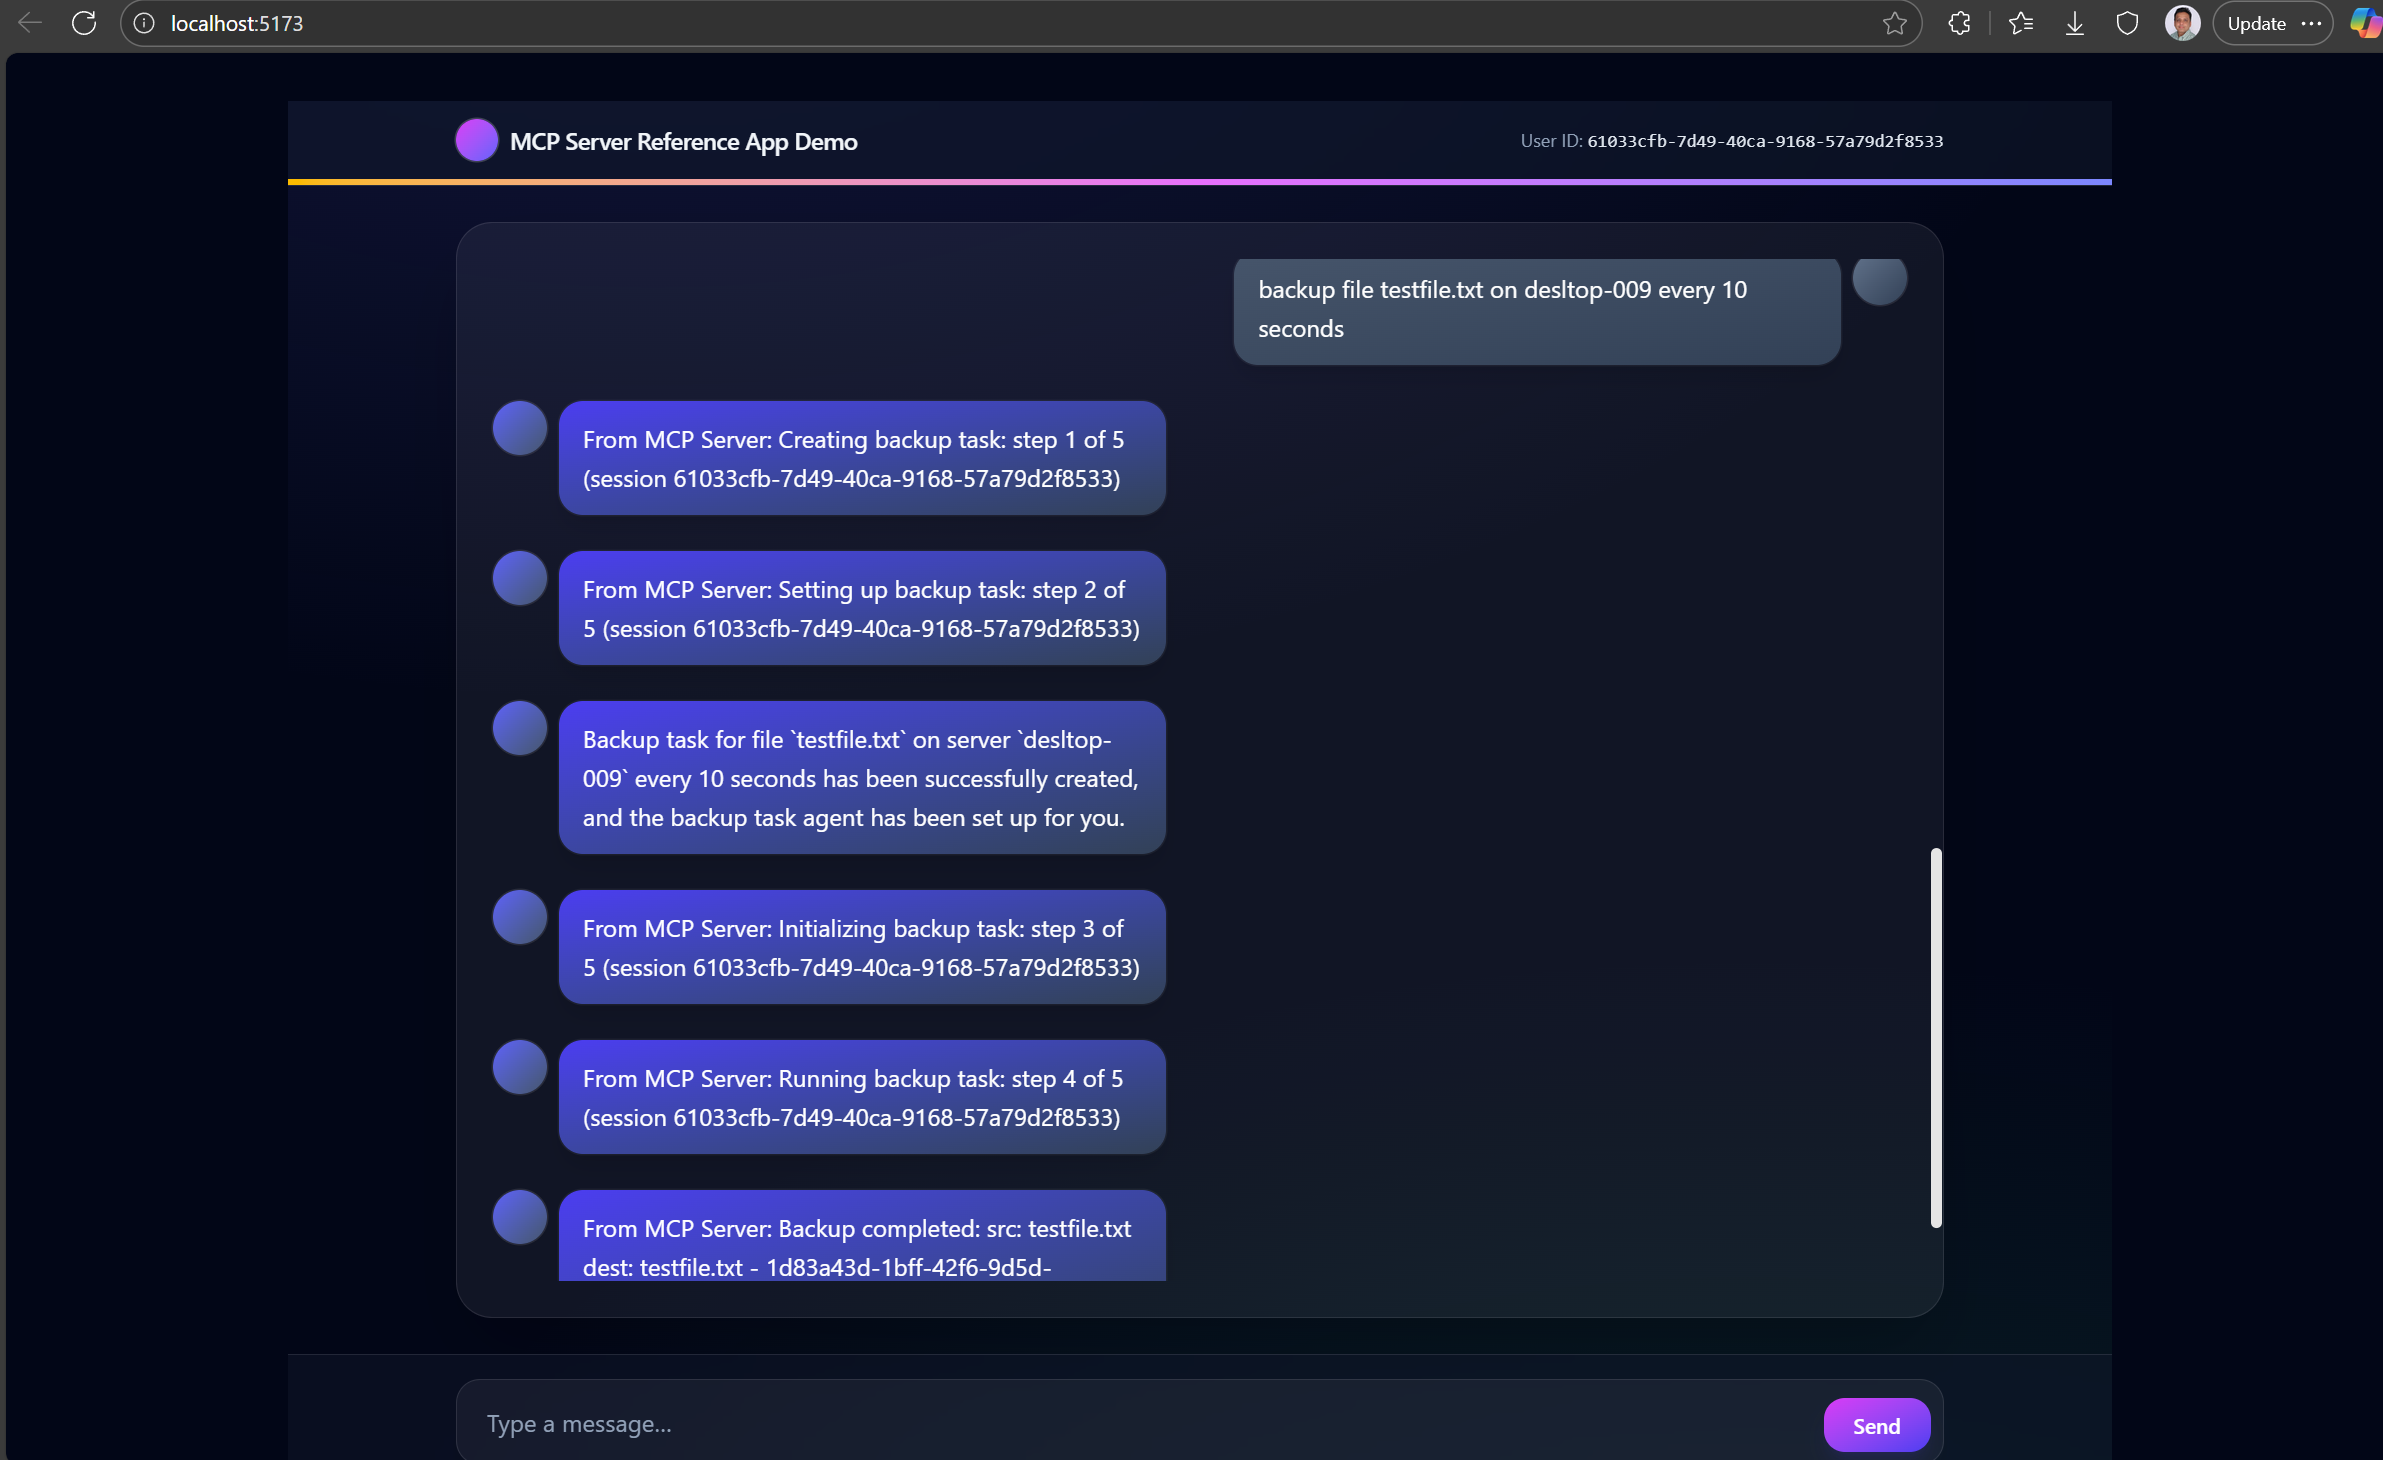 localhost:5173
Update
MCP Server Reference App Demo
User ID: 61033cfb-7d49-40ca-9168-57a79d2f8533
backup file testfile.txt on desltop-009 every 10
seconds
From MCP Server: Creating backup task: step 1 of 5
(session 61033cfb-7d49-40ca-9168-57a79d2f8533)
From MCP Server: Setting up backup task: step 2 of
5 (session 61033cfb-7d49-40ca-9168-57a79d2f8533)
Backup task for file `testfile.txt` on server `desltop-
009` every 10 seconds has been successfully created,
and the backup task agent has been set up for you.
From MCP Server: Initializing backup task: step 3 of
5 (session 61033cfb-7d49-40ca-9168-57a79d2f8533)
From MCP Server: Running backup task: step 4 of 5
(session 61033cfb-7d49-40ca-9168-57a79d2f8533)
From MCP Server: Backup completed: src: testfile.txt
dest: testfile.txt - 1d83a43d-1bff-42f6-9d5d-
Type a message...
Send